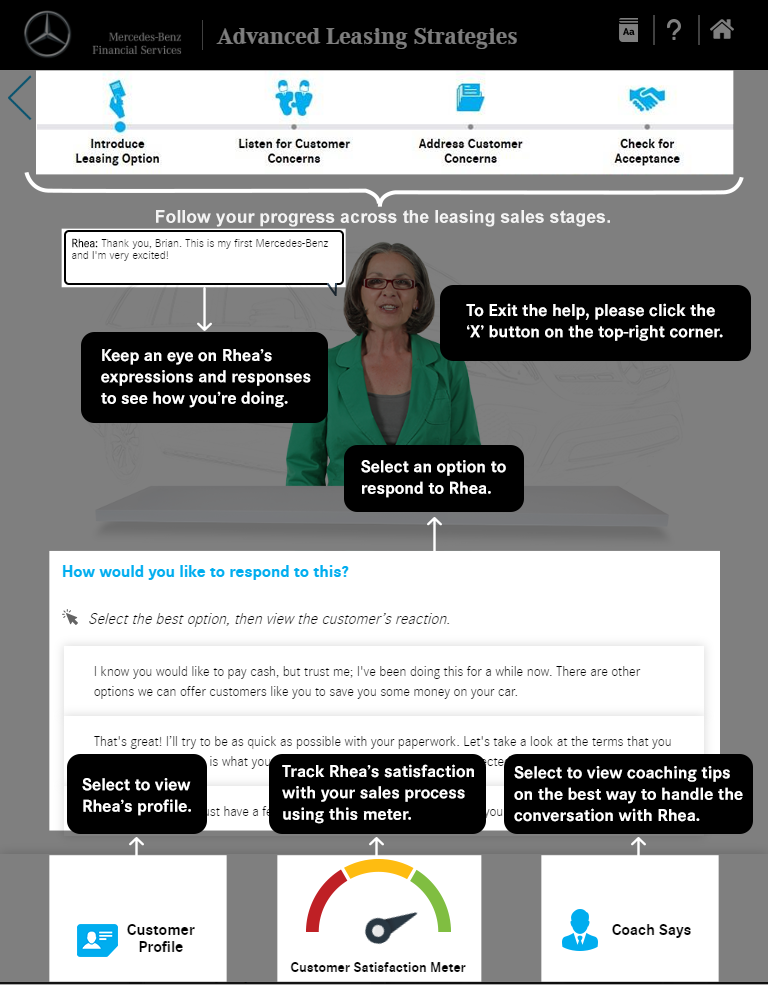 Mercedes-Benz
Financial Services
Advanced Leasing Strategies
Aa
?
Introduce
Leasing Option
Listen for Customer
Concerns
Address Customer
Concerns
Check for
Acceptance
Follow your progress across the leasing sales stages.
Rhea: Thank you, Brian. This is my first Mercedes-Benz
and I'm very excited!
To Exit the help, please click the
‘X’ button on the top-right corner.
Keep an eye on Rhea’s
expressions and responses
to see how you’re doing.
Select an option to
respond to Rhea.
How would you like to respond to this?
Select the best option, then view the customer’s reaction.
I know you would like to pay cash, but trust me; I've been doing this for a while now. There are other
options we can offer customers like you to save you some money on your car.
That's great! I’ll try to be as quick as possible with your paperwork. Let's take a look at the terms that you
is what you
have a
Select to view
Rhea’s profile.
Track Rhea’s satisfaction
with your sales process
using this meter.
Select to view coaching tips
on the best way to handle the
conversation with Rhea.
Customer
Profile
Customer Satisfaction Meter
Coach Says